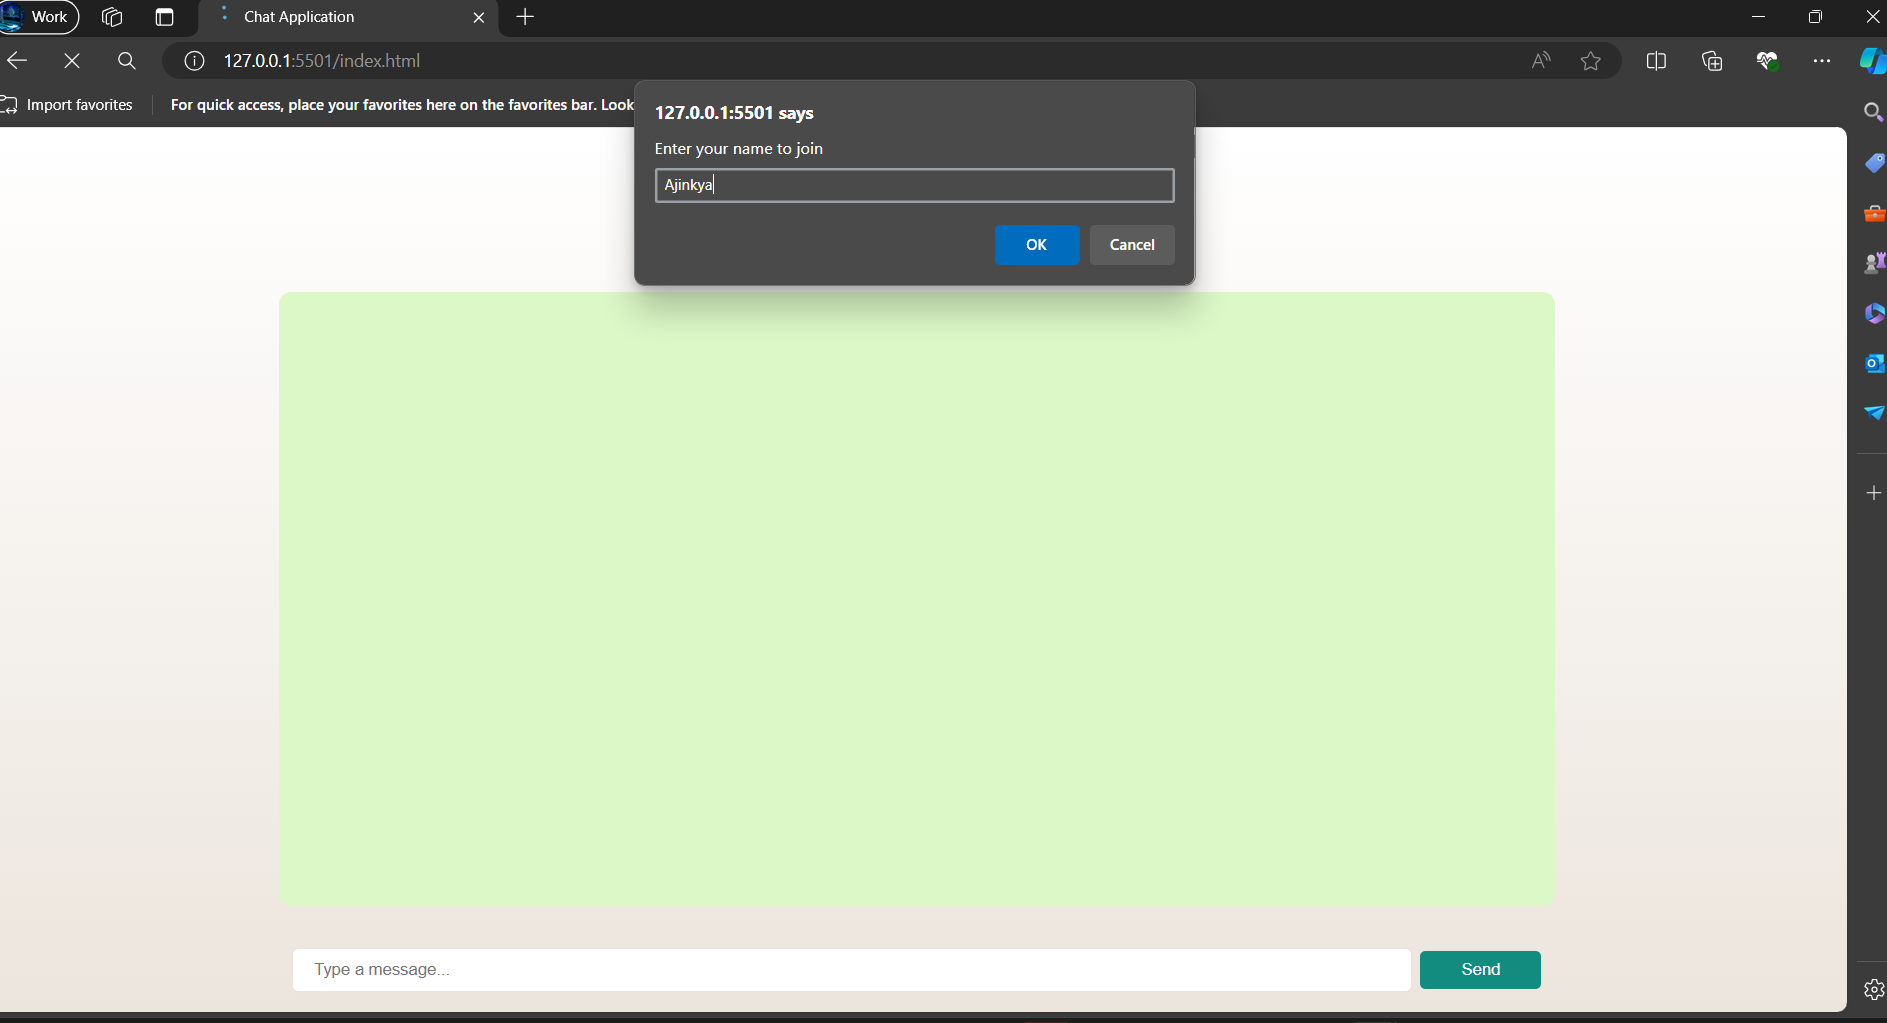 Work
Chat Application
127.0.0.1:5501/index.html
Import favorites
For quick access, place your favorites here on the favorites bar. Look
127.0.0.1:5501 says
Enter your name to join
Ajinkya
OK
Cancel
Type a message...
Send